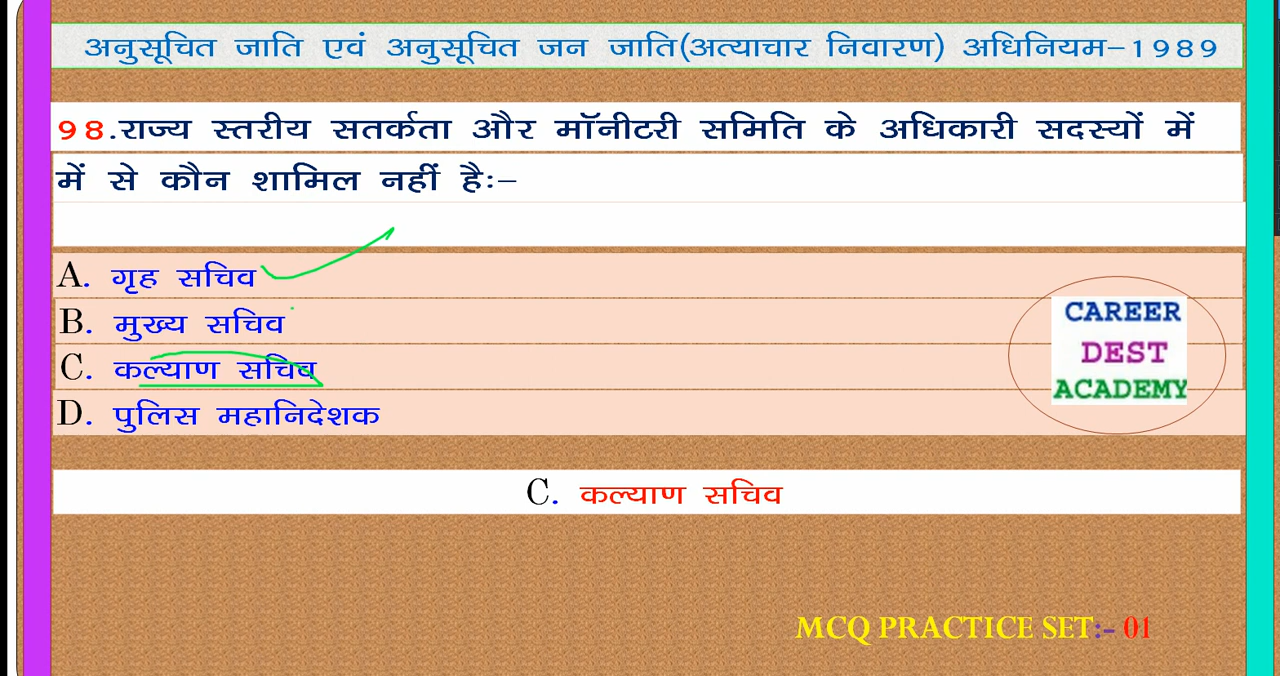 अनुसूचित जाति एवं अनुसूचित जन जाति(अत्याचार निवारण) अधिनियम-1989
98.राज्य स्तरीय सतर्कता और मॉनीटरी समिति के अधिकारी सदस्यों में
में से कौन शामिल नहीं है:-
A. गृह सचिव
B. मुख्य सचिव
C. कल्याण सचिव
D. पुलिस महानिदेशक
CAREER
DEST
ACADEMY
C. कल्याण सचिव
MCQ PRACTICE SET:- 01